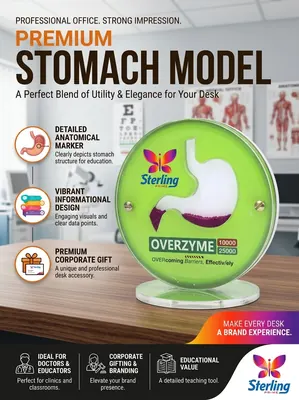 PROFESSIONAL OFFICE. STRONG IMPRESSION.
PREMIUM
STOMACH MODEL
A Perfect Blend of Utility & Elegance for Your Desk
DETAILED
ANATOMICAL
MARKER
Clearly depicts stomach
structure for education.
VIBRANT
INFORMATIONAL
DESIGN
Engaging visuals and
clear data points.
PREMIUM
CORPORATE GIFT
A unique and professional
desk accessory.
Sterling
OVERZYME 10000
25000
OVERcoming Barriers, Effectively
MAKE EVERY DESK
A BRAND EXPERIENCE.
IDEAL FOR
DOCTORS &
EDUCATORS
Perfect for clinics and
classrooms.
CORPORATE
GIFTING &
BRANDING
Elevate your brand
presence.
EDUCATIONAL
VALUE
A detailed teaching tool.
Sterling